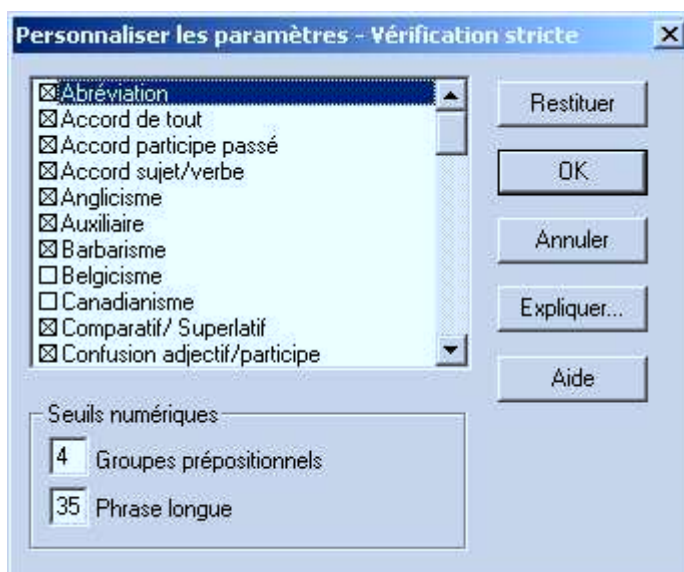 Personnaliser les paramètres - Vérification stricte
Abréviation
Accord de tout
Accord participe passé
Accord sujet/verbe
Anglicisme
Auxiliaire
Barbarisme
Belgicisme
Canadianisme
Comparatif/ Superlatif
Confusion adjectif/participe
Restituer
OK
Annuler
Expliquer...
Aide
Seuils numériques
4 Groupes prépositionnels
35 Phrase longue